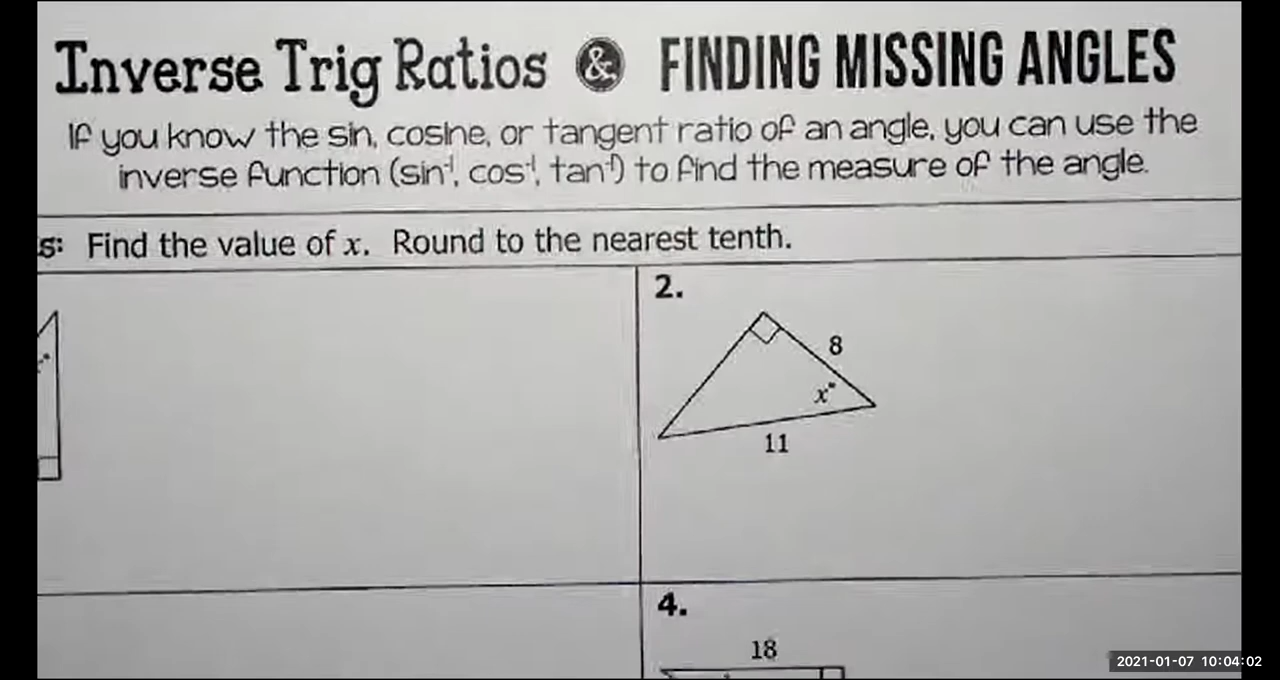 Inverse Trig Ratios & FINDING MISSING ANGLES
If you know the sin, cosine, or tangent ratio of an angle, you can use the
inverse function (sin⁻¹, cos⁻¹, tan⁻¹) to find the measure of the angle.
s: Find the value of x. Round to the nearest tenth.
2.
8
x°
11
4.
18
2021-01-07 10:04:02